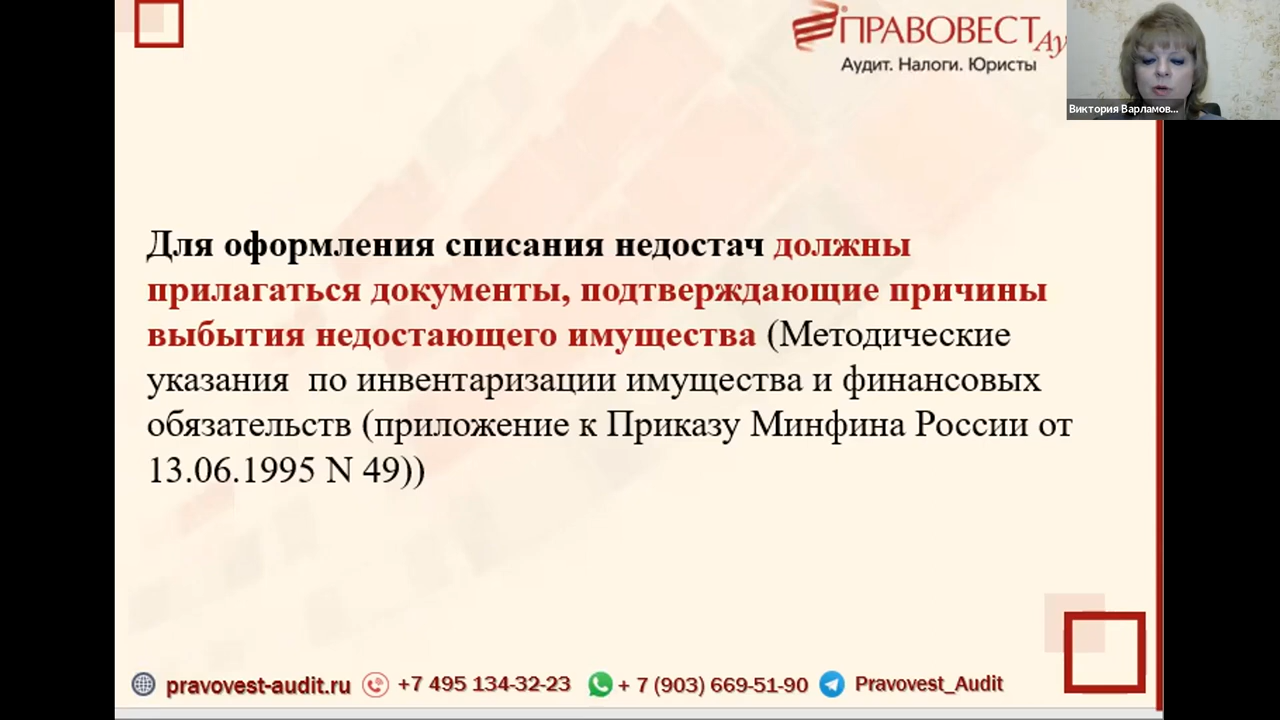 ПРАВОВЕСТ Ау
Аудит. Налоги. Юристы
Виктория Варламов...
Для оформления списания недостач должны
прилагаться документы, подтверждающие причины
выбытия недостающего имущества (Методические
указания по инвентаризации имущества и финансовых
обязательств (приложение к Приказу Минфина России от
13.06.1995 N 49))
pravovest-audit.ru +7 495 134-32-23 + 7 (903) 669-51-90 Pravovest_Audit